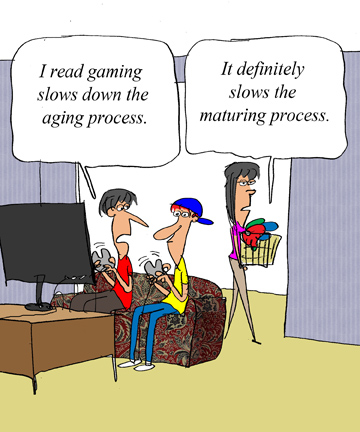 I read gaming
slows down the
aging process.
It definitely
slows the
maturing process.